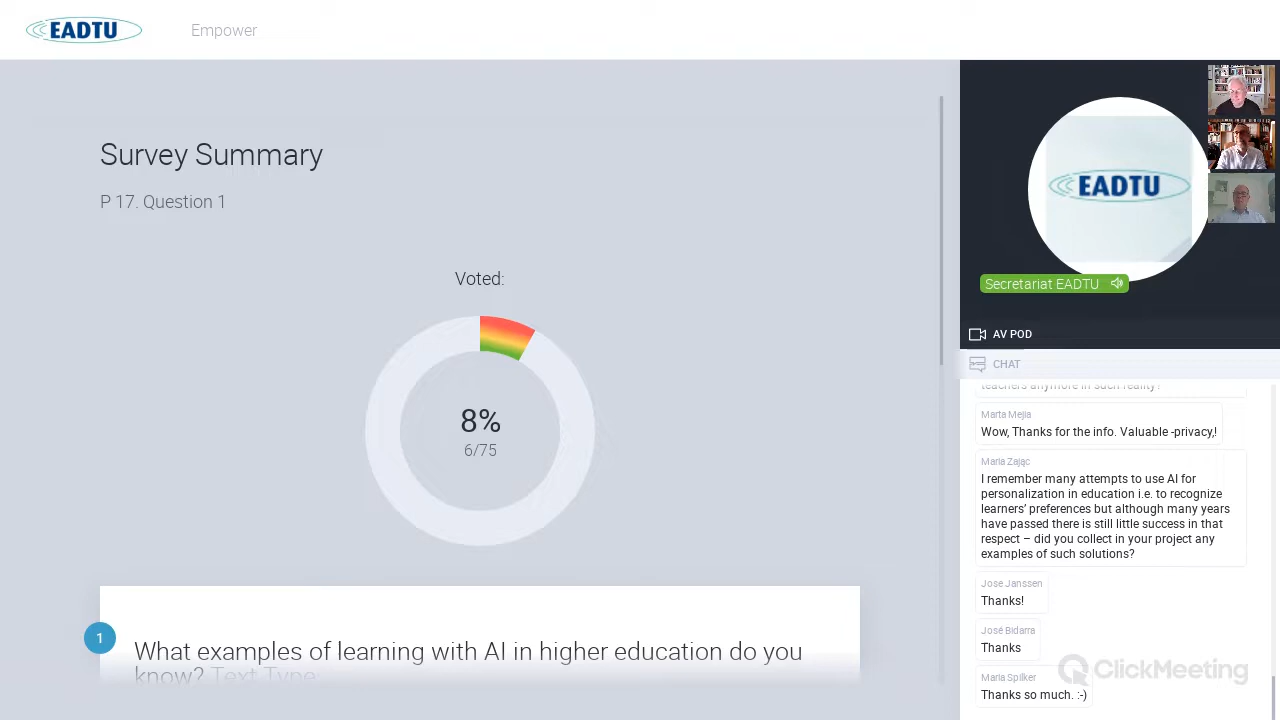 EADTU
Empower
Survey Summary
P 17. Question 1
Voted:
8%
6/75
1
What examples of learning with AI in higher education do you
know? Text Type:
EADTU
Secretariat EADTU
AV POD
CHAT
teachers anymore in such reality?
Marta Mejia
Wow, Thanks for the info. Valuable -privacy,!
Maria Zając
I remember many attempts to use AI for
personalization in education i.e. to recognize
learners’ preferences but although many years
have passed there is still little success in that
respect – did you collect in your project any
examples of such solutions?
Jose Janssen
Thanks!
José Bidarra
Thanks
Maria Spilker
Thanks so much. :-)
ClickMeeting